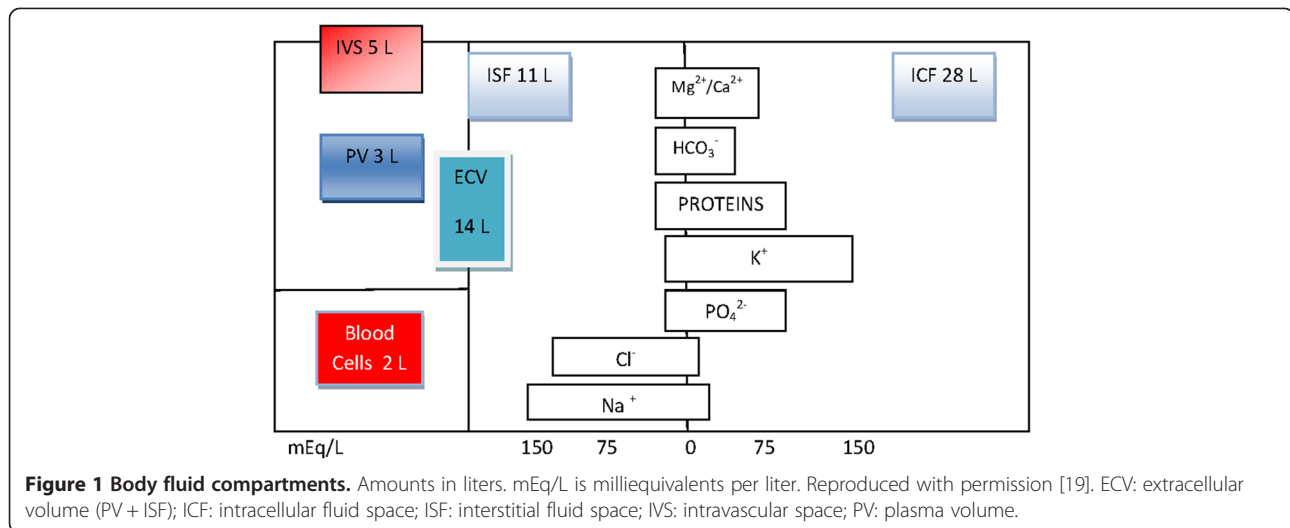 IVS 5 L
ISF 11 L
Mg²⁺/Ca²⁺
ICF 28 L
HCO₃⁻
PV 3 L
ECV
14 L
PROTEINS
K⁺
PO₄²⁻
Blood
Cells 2 L
Cl⁻
Na⁺
mEq/L 150 75 0 75 150
Figure 1 Body fluid compartments. Amounts in liters. mEq/L is milliequivalents per liter. Reproduced with permission [19]. ECV: extracellular
volume (PV + ISF); ICF: intracellular fluid space; ISF: interstitial fluid space; IVS: intravascular space; PV: plasma volume.